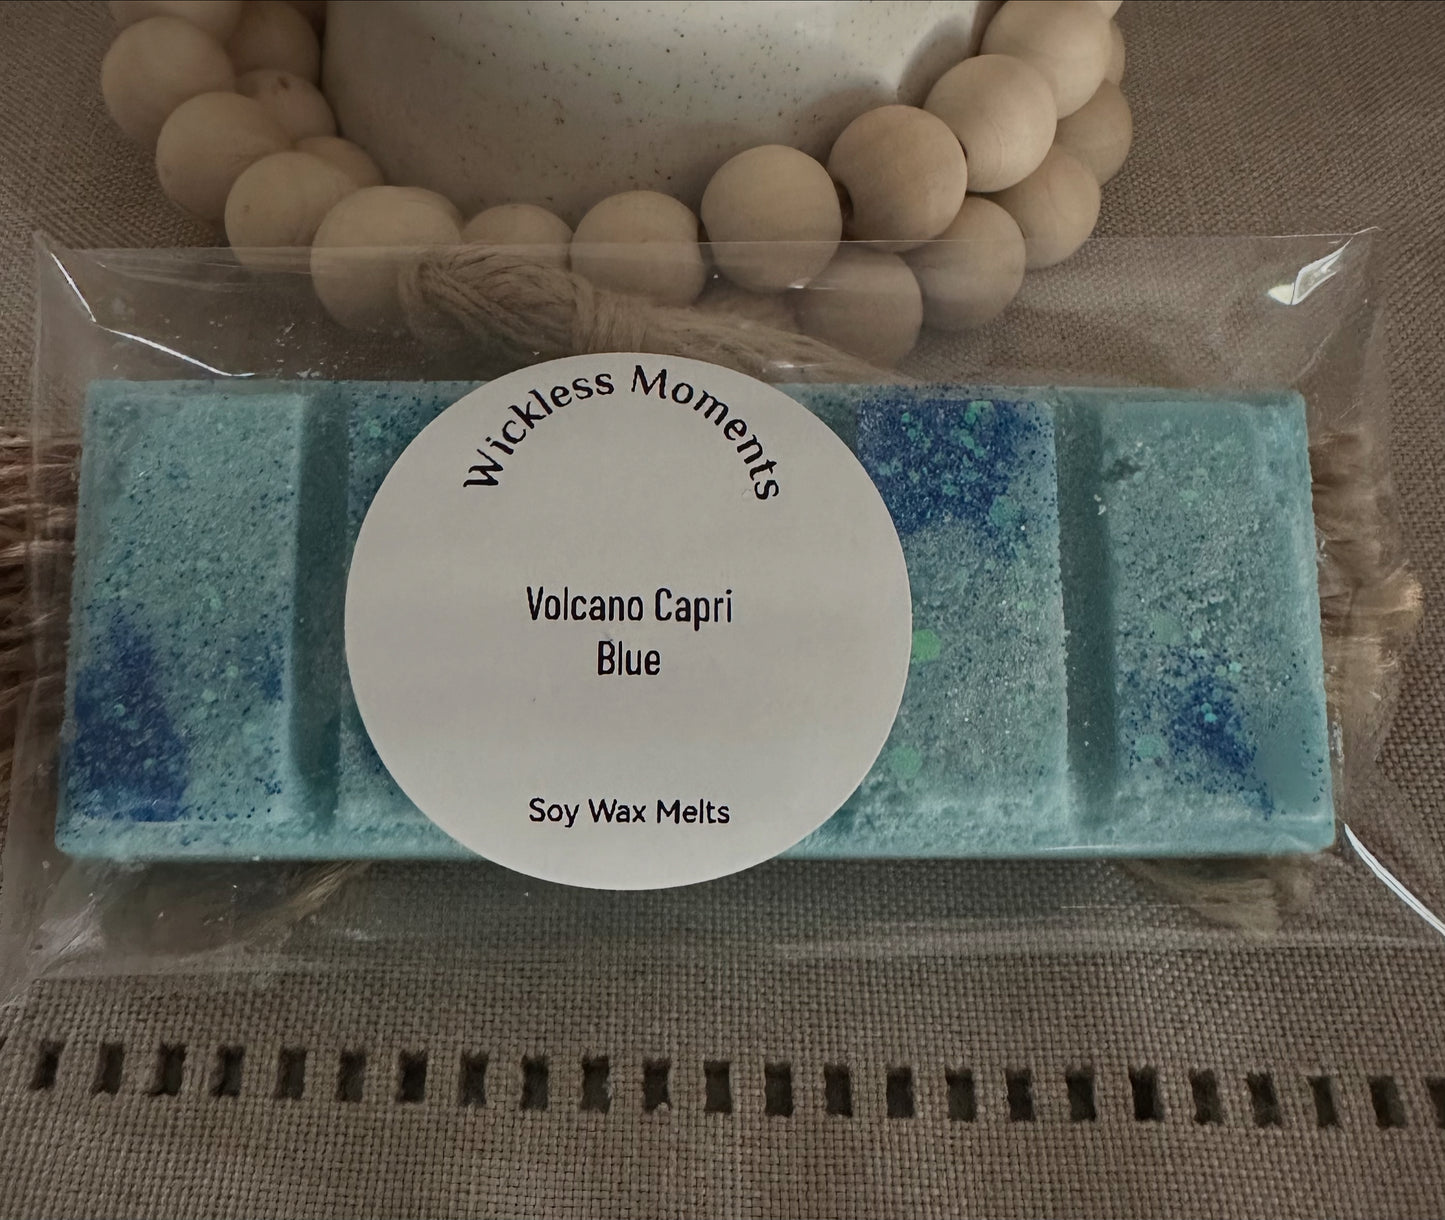 Wickless Moments
Volcano Capri
Blue
Soy Wax Melts